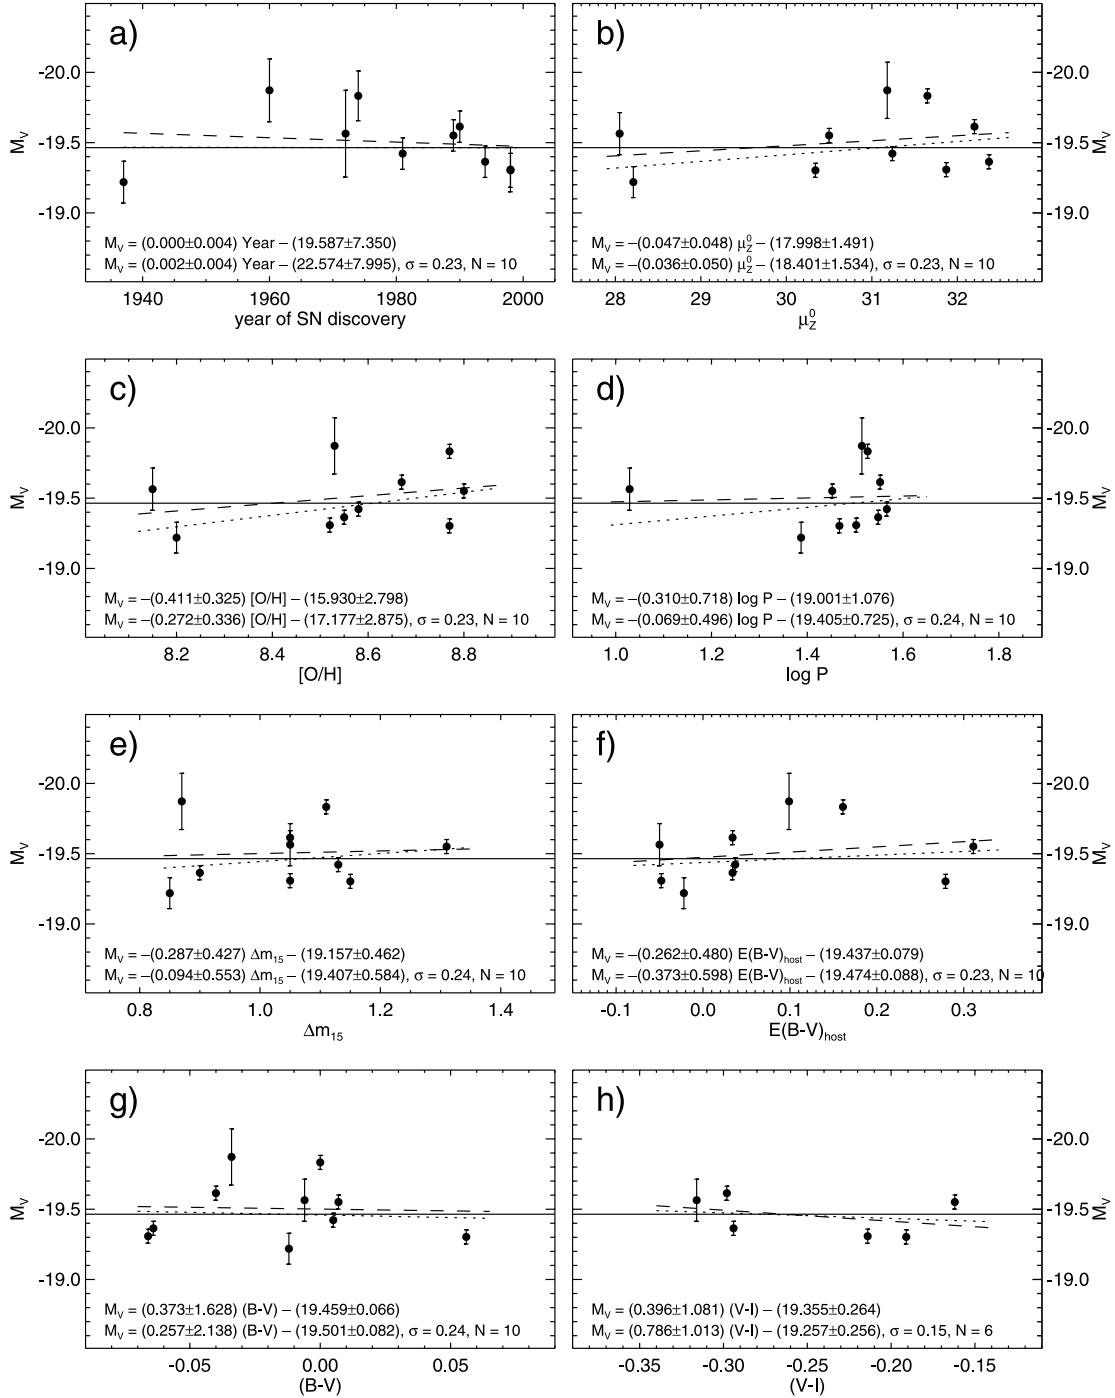 a)
-20.0
-19.5
-19.0
M_V
M_V = (0.000±0.004) Year – (19.587±7.350)
M_V = (0.002±0.004) Year – (22.574±7.995), σ = 0.23, N = 10
1940 1960 1980 2000
year of SN discovery
b)
-20.0
-19.5
-19.0
M_V
M_V = –(0.047±0.048) μ_Z^0 – (17.998±1.491)
M_V = –(0.036±0.050) μ_Z^0 – (18.401±1.534), σ = 0.23, N = 10
28 29 30 31 32
μ_Z^0
c)
-20.0
-19.5
-19.0
M_V
M_V = –(0.411±0.325) [O/H] – (15.930±2.798)
M_V = –(0.272±0.336) [O/H] – (17.177±2.875), σ = 0.23, N = 10
8.2 8.4 8.6 8.8
[O/H]
d)
-20.0
-19.5
-19.0
M_V
M_V = –(0.310±0.718) log P – (19.001±1.076)
M_V = –(0.069±0.496) log P – (19.405±0.725), σ = 0.24, N = 10
1.0 1.2 1.4 1.6 1.8
log P
e)
-20.0
-19.5
-19.0
M_V
M_V = –(0.287±0.427) Δm_15 – (19.157±0.462)
M_V = –(0.094±0.553) Δm_15 – (19.407±0.584), σ = 0.24, N = 10
0.8 1.0 1.2 1.4
Δm_15
f)
-20.0
-19.5
-19.0
M_V
M_V = –(0.262±0.480) E(B-V)_host – (19.437±0.079)
M_V = –(0.373±0.598) E(B-V)_host – (19.474±0.088), σ = 0.23, N = 10
-0.1 0.0 0.1 0.2 0.3
E(B-V)_host
g)
-20.0
-19.5
-19.0
M_V
M_V = (0.373±1.628) (B-V) – (19.459±0.066)
M_V = (0.257±2.138) (B-V) – (19.501±0.082), σ = 0.24, N = 10
-0.05 0.00 0.05
(B-V)
h)
-20.0
-19.5
-19.0
M_V
M_V = (0.396±1.081) (V-I) – (19.355±0.264)
M_V = (0.786±1.013) (V-I) – (19.257±0.256), σ = 0.15, N = 6
-0.35 -0.30 -0.25 -0.20 -0.15
(V-I)